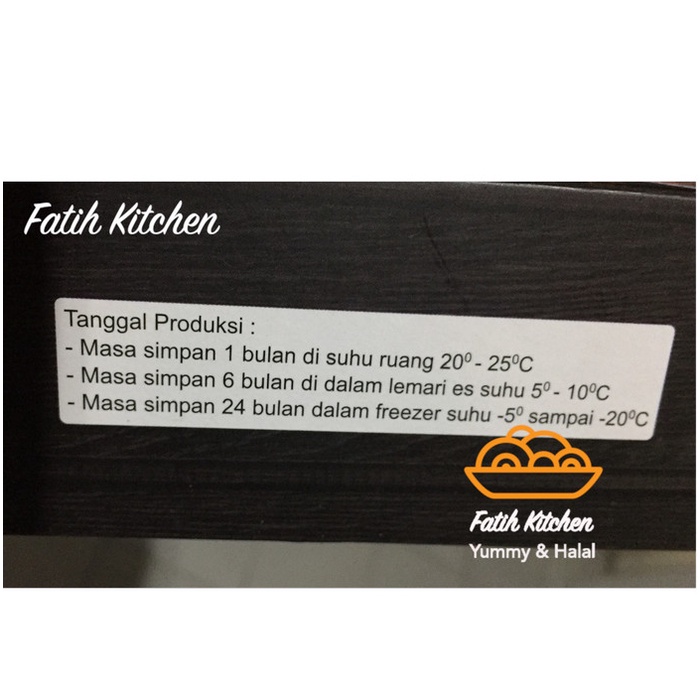 Fatih Kitchen
Tanggal Produksi :
- Masa simpan 1 bulan di suhu ruang 20⁰ - 25⁰C
- Masa simpan 6 bulan di dalam lemari es suhu 5⁰ - 10⁰C
- Masa simpan 24 bulan dalam freezer suhu -5⁰ sampai -20⁰C
Fatih Kitchen
Yummy & Halal